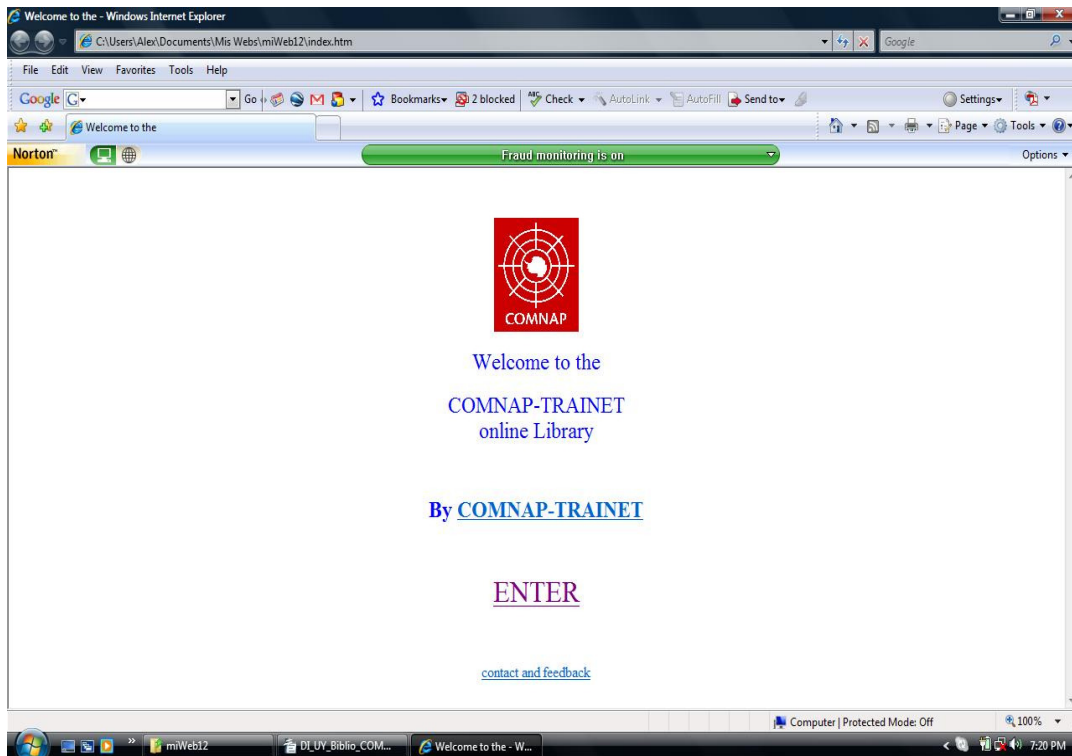 Welcome to the - Windows Internet Explorer
C:\Users\Alex\Documents\Mis Webs\miWeb12\index.htm
Google
File Edit View Favorites Tools Help
Google G Go M Bookmarks 2 blocked ABC Check AutoLink AutoFill Send to Settings
Welcome to the Page Tools
Norton Fraud monitoring is on Options
COMNAP
Welcome to the
COMNAP-TRAINET
online Library
By COMNAP-TRAINET
ENTER
contact and feedback
Computer | Protected Mode: Off 100%
miWeb12 DI_UY_Biblio_COM... Welcome to the - W... 7:20 PM